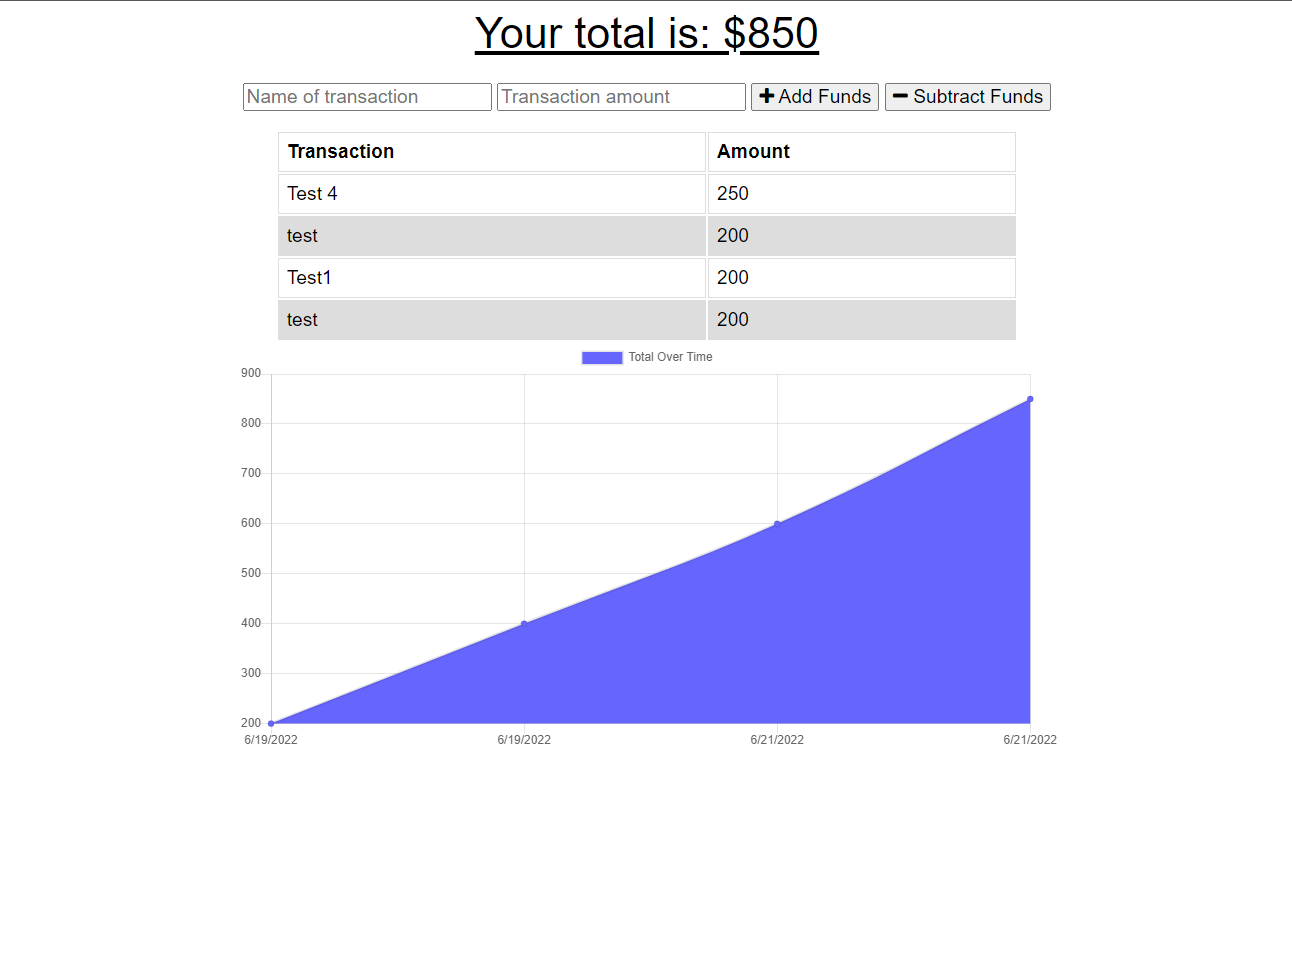 Your total is: $850
Name of transaction Transaction amount Add Funds Subtract Funds
Transaction Amount
Test 4 250
test 200
Test1 200
test 200
Total Over Time
900
800
700
600
500
400
300
200
6/19/2022 6/19/2022 6/21/2022 6/21/2022